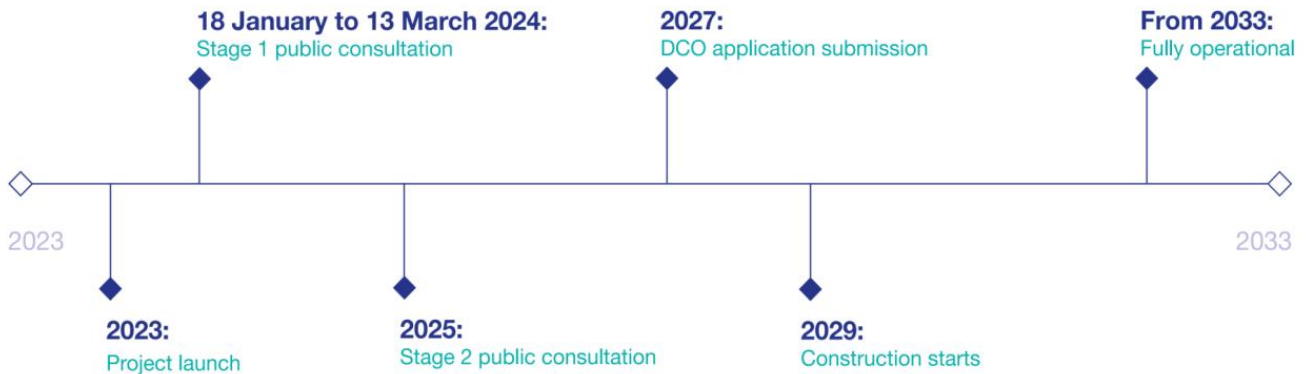 18 January to 13 March 2024:
Stage 1 public consultation
2027:
DCO application submission
From 2033:
Fully operational
2023
2033
2023:
Project launch
2025:
Stage 2 public consultation
2029:
Construction starts